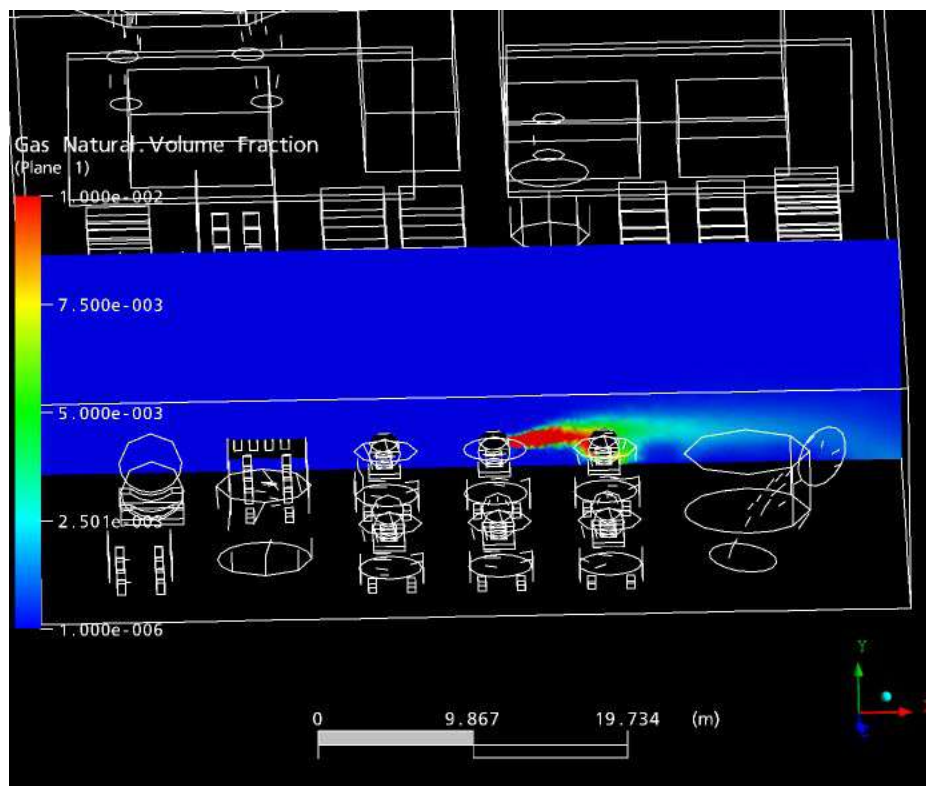 Gas Natural.Volume Fraction
(Plane 1)
1.000e-002
7.500e-003
5.000e-003
2.501e-003
1.000e-006
Y
0 9.867 19.734 (m)